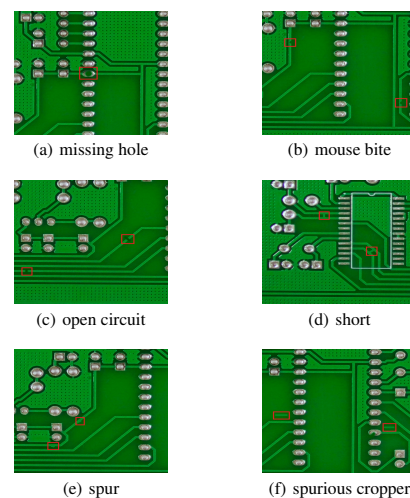 (a) missing hole
(b) mouse bite
(c) open circuit
(d) short
(e) spur
(f) spurious cropper